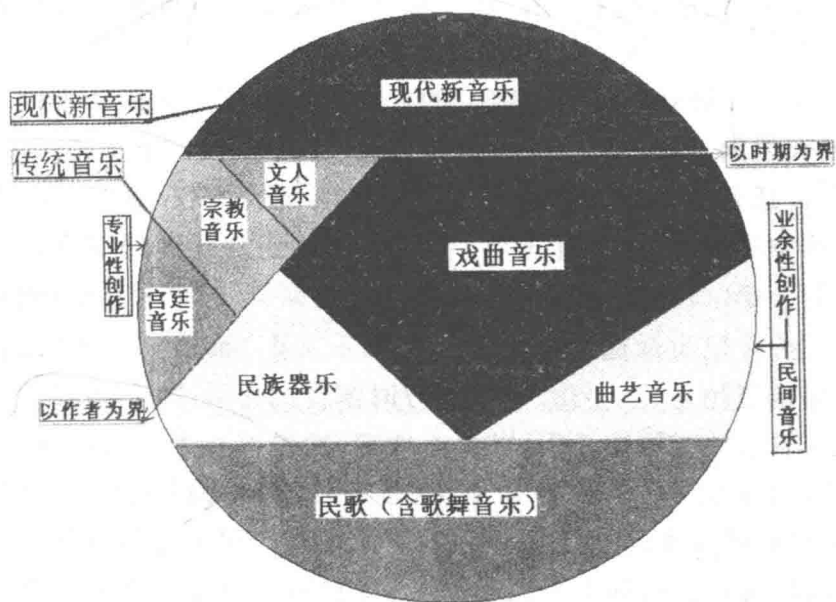 现代新音乐
现代新音乐
以时期为界
传统音乐
文人
音乐
宗教
音乐
专业性创作
戏曲音乐
业余性创作——民间音乐
宫廷
音乐
民族器乐
曲艺音乐
以作者为界
民歌（含歌舞音乐）